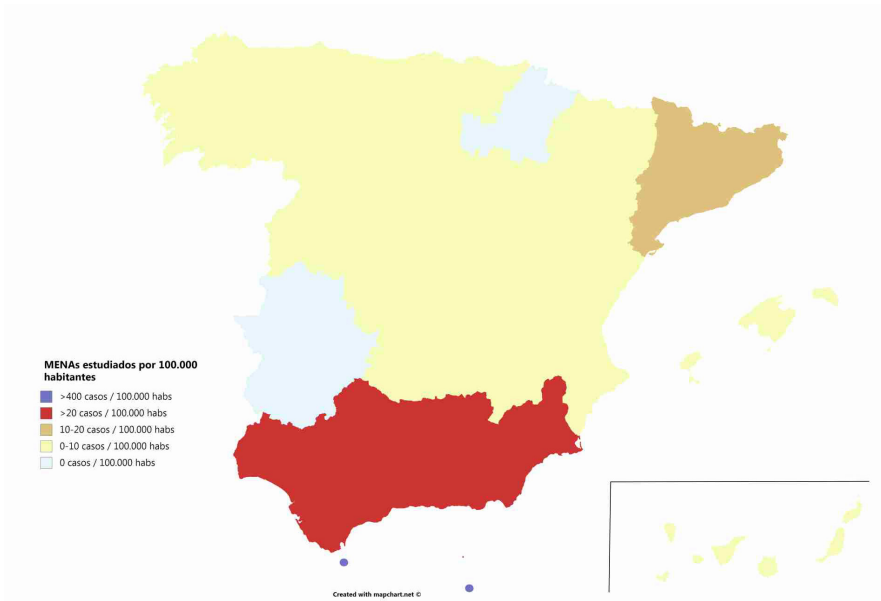 MENAs estudiados por 100.000
habitantes
>400 casos / 100.000 habs
>20 casos / 100.000 habs
10-20 casos / 100.000 habs
0-10 casos / 100.000 habs
0 casos / 100.000 habs
Created with mapchart.net ©